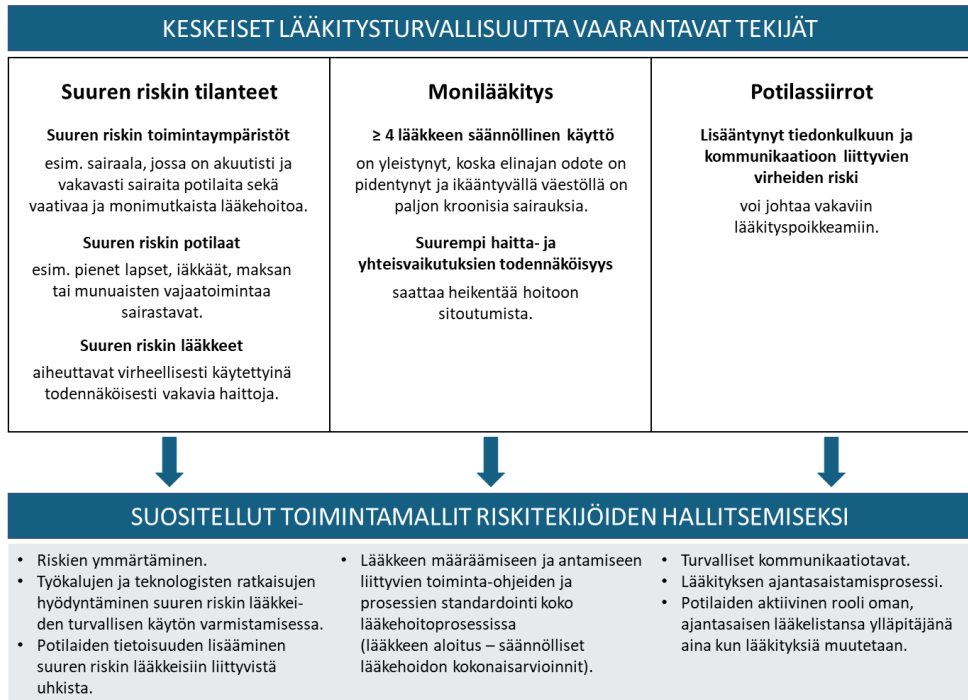 KESKEISET LÄÄKITYSTURVALLISUUTTA VAARANTAVAT TEKIJÄT
Suuren riskin tilanteet
Suuren riskin toimintaympäristöt
esim. sairaala, jossa on akuutisti ja
vakavasti sairaita potilaita sekä
vaativaa ja monimutkaista lääkehoitoa.
Suuren riskin potilaat
esim. pienet lapset, iäkkäät, maksan
tai munuaisten vajaatoimintaa
sairastavat.
Suuren riskin lääkkeet
aiheuttavat virheellisesti käytettyinä
todennäköisesti vakavia haittoja.
Monilääkitys
≥ 4 lääkkeen säännöllinen käyttö
on yleistynyt, koska elinajan odote on
pidentynyt ja ikääntyvällä väestöllä on
paljon kroonisia sairauksia.
Suurempi haitta- ja
yhteisvaikutuksien todennäköisyys
saattaa heikentää hoitoon
sitoutumista.
Potilassiirrot
Lisääntynyt tiedonkulkuun ja
kommunikaatioon liittyvien
virheiden riski
voi johtaa vakaviin
lääkityspoikkeamiin.
SUOSITELLUT TOIMINTAMALLIT RISKITEKIJÖIDEN HALLITSEMISEKSI
• Riskien ymmärtäminen.
• Työkalujen ja teknologisten ratkaisujen
hyödyntäminen suuren riskin lääkkei-
den turvallisen käytön varmistamisessa.
• Potilaiden tietoisuuden lisääminen
suuren riskin lääkkeisiin liittyvistä
uhkista.
• Lääkkeen määräämiseen ja antamiseen
liittyvien toiminta-ohjeiden ja
prosessien standardointi koko
lääkehoitoprosessissa
(lääkkeen aloitus – säännölliset
lääkehoidon kokonaisarvioinnit).
• Turvalliset kommunikaatiotavat.
• Lääkityksen ajantasaistamisprosessi.
• Potilaiden aktiivinen rooli oman,
ajantasaisen lääkelistansa ylläpitäjänä
aina kun lääkityksiä muutetaan.